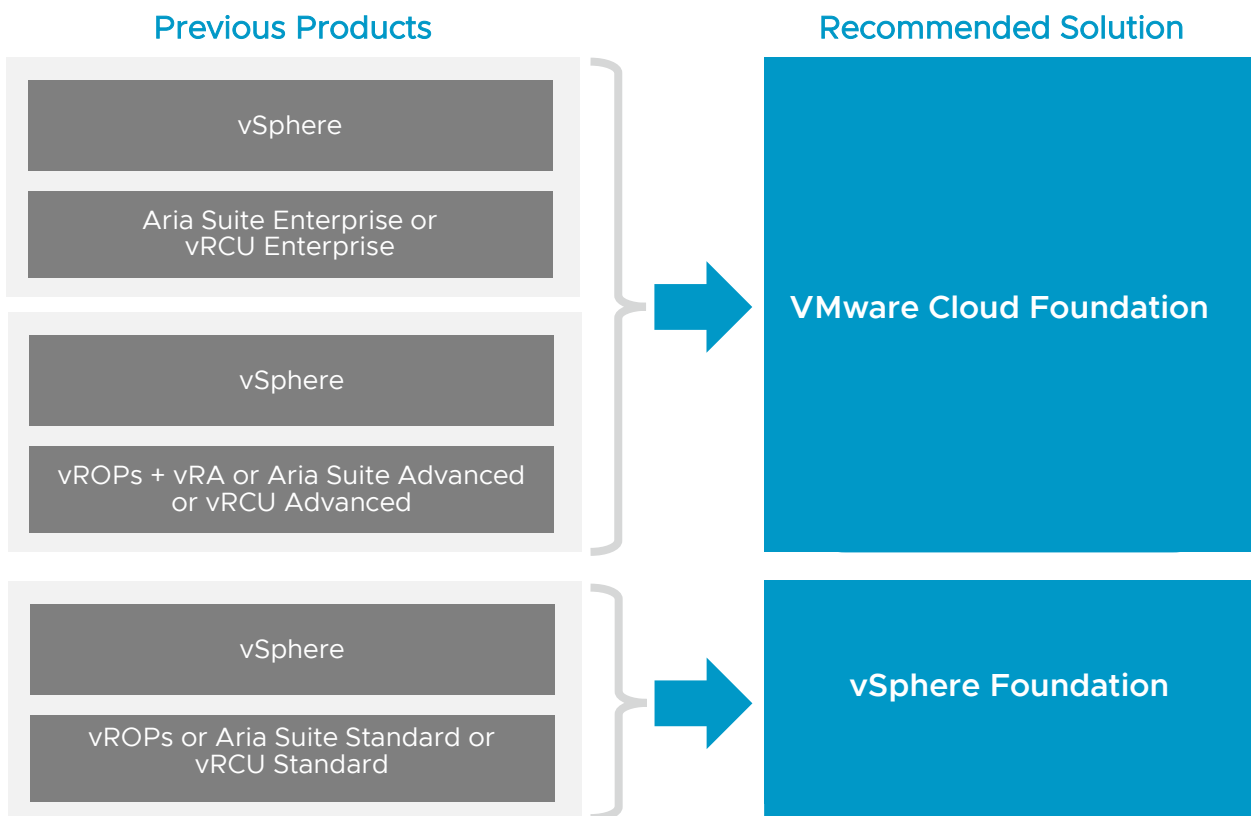 Previous Products
Recommended Solution
vSphere
Aria Suite Enterprise or
vRCU Enterprise
vSphere
vROPs + vRA or Aria Suite Advanced
or vRCU Advanced
VMware Cloud Foundation
vSphere
vROPs or Aria Suite Standard or
vRCU Standard
vSphere Foundation